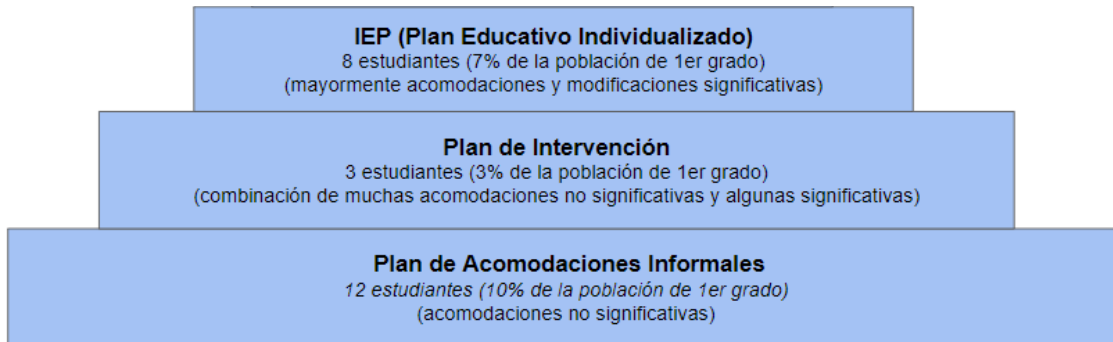 IEP (Plan Educativo Individualizado)
8 estudiantes (7% de la población de 1er grado)
(mayormente acomodaciones y modificaciones significativas)
Plan de Intervención
3 estudiantes (3% de la población de 1er grado)
(combinación de muchas acomodaciones no significativas y algunas significativas)
Plan de Acomodaciones Informales
12 estudiantes (10% de la población de 1er grado)
(acomodaciones no significativas)